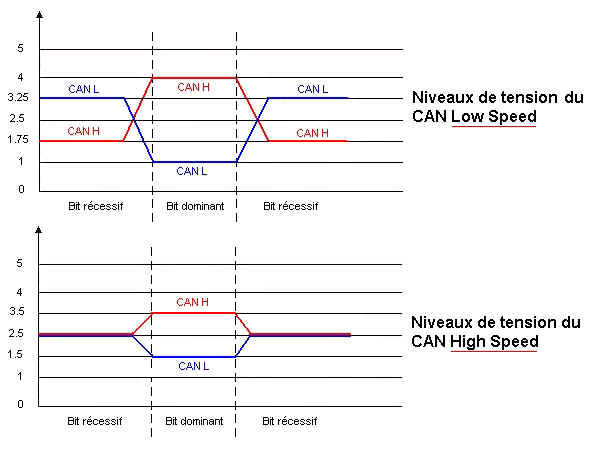 5
4
CAN L
CAN H
CAN L
3.25
2.5
CAN H
CAN H
1.75
1
CAN L
0
Bit récessif
Bit dominant
Bit récessif
Niveaux de tension du
CAN Low Speed
5
4
CAN H
3.5
2.5
1.5
CAN L
1
0
Bit récessif
Bit dominant
Bit récessif
Niveaux de tension du
CAN High Speed